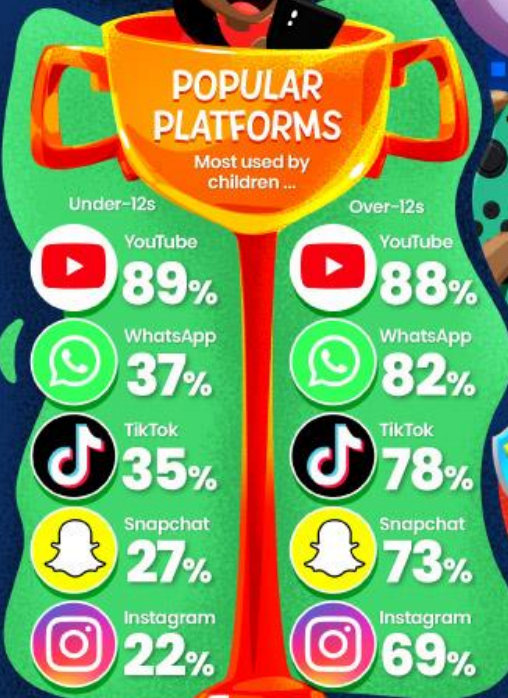 POPULAR
PLATFORMS
Most used by
children ...
Under-12s
YouTube
89%
WhatsApp
37%
TikTok
35%
Snapchat
27%
Instagram
22%
Over-12s
YouTube
88%
WhatsApp
82%
TikTok
78%
Snapchat
73%
Instagram
69%